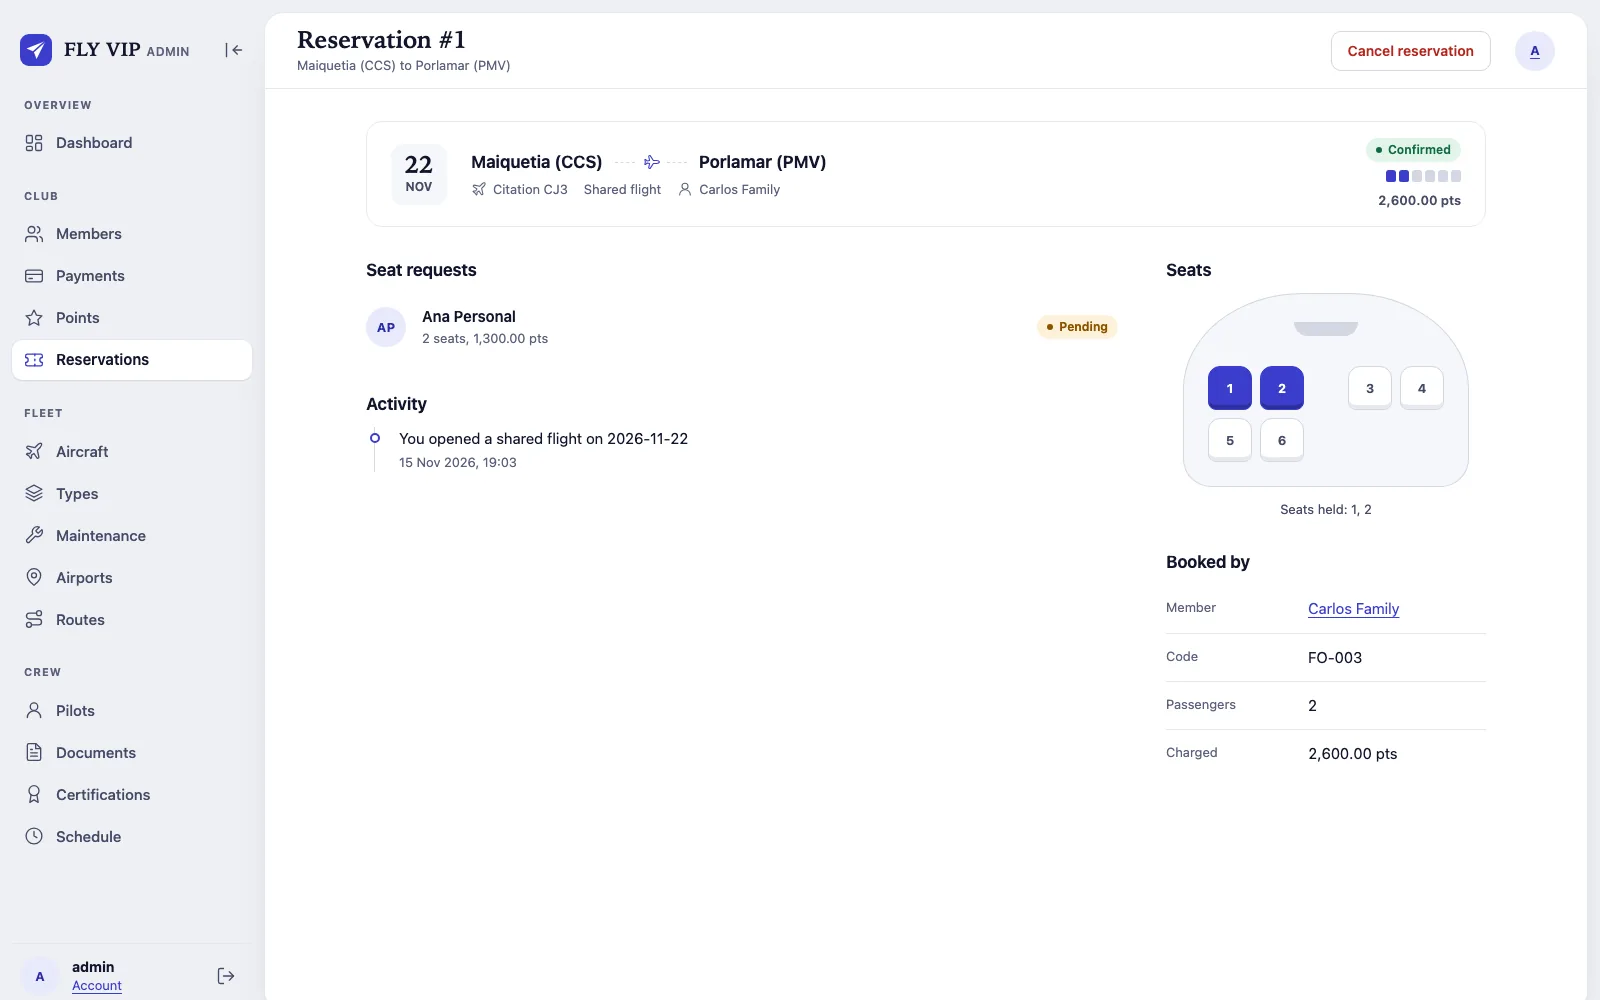 FLY VIP ADMIN
OVERVIEW
Dashboard
CLUB
Members
Payments
Points
Reservations
FLEET
Aircraft
Types
Maintenance
Airports
Routes
CREW
Pilots
Documents
Certifications
Schedule
A
admin
Account
Reservation #1
Maiquetia (CCS) to Porlamar (PMV)
Cancel reservation
A
22
NOV
Maiquetia (CCS)
Porlamar (PMV)
Citation CJ3
Shared flight
Carlos Family
Confirmed
2,600.00 pts
Seat requests
AP
Ana Personal
2 seats, 1,300.00 pts
Pending
Activity
You opened a shared flight on 2026-11-22
15 Nov 2026, 19:03
Seats
1 2 3 4
5 6
Seats held: 1, 2
Booked by
Member Carlos Family
Code FO-003
Passengers 2
Charged 2,600.00 pts